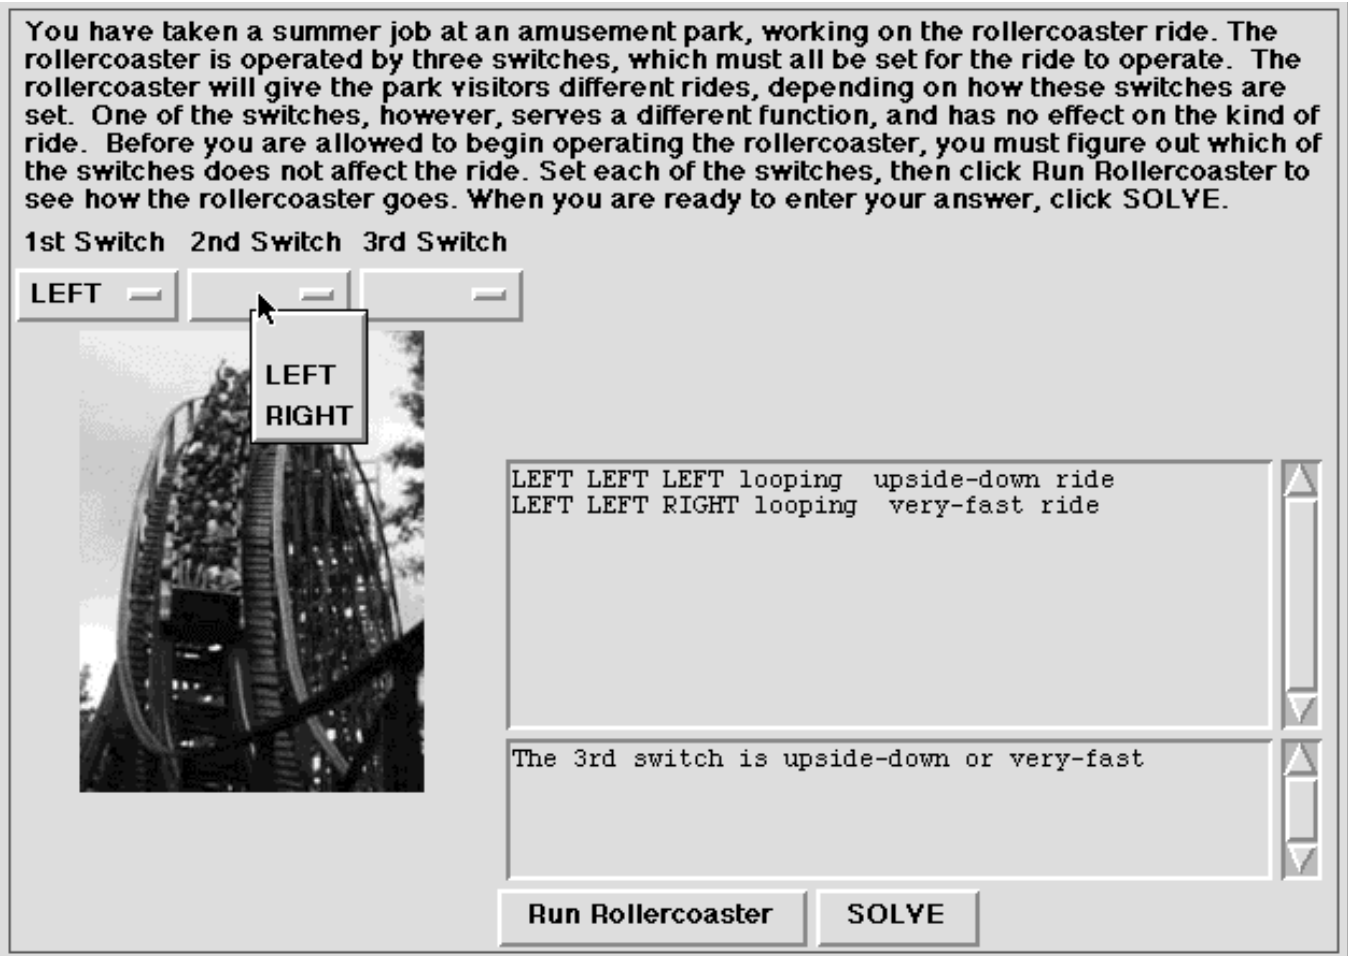 You have taken a summer job at an amusement park, working on the rollercoaster ride. The
rollercoaster is operated by three switches, which must all be set for the ride to operate.  The
rollercoaster will give the park visitors different rides, depending on how these switches are
set.  One of the switches, however, serves a different function, and has no effect on the kind of
ride.  Before you are allowed to begin operating the rollercoaster, you must figure out which of
the switches does not affect the ride. Set each of the switches, then click Run Rollercoaster to
see how the rollercoaster goes. When you are ready to enter your answer, click SOLVE.
1st Switch 2nd Switch 3rd Switch
LEFT
LEFT
RIGHT
LEFT LEFT LEFT looping  upside-down ride
LEFT LEFT RIGHT looping  very-fast ride
The 3rd switch is upside-down or very-fast
Run Rollercoaster SOLVE